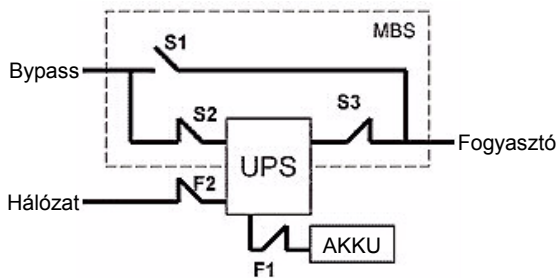 MBS
S1
Bypass
S2
S3
UPS
Fogyasztó
F2
Hálózat
F1
AKKU